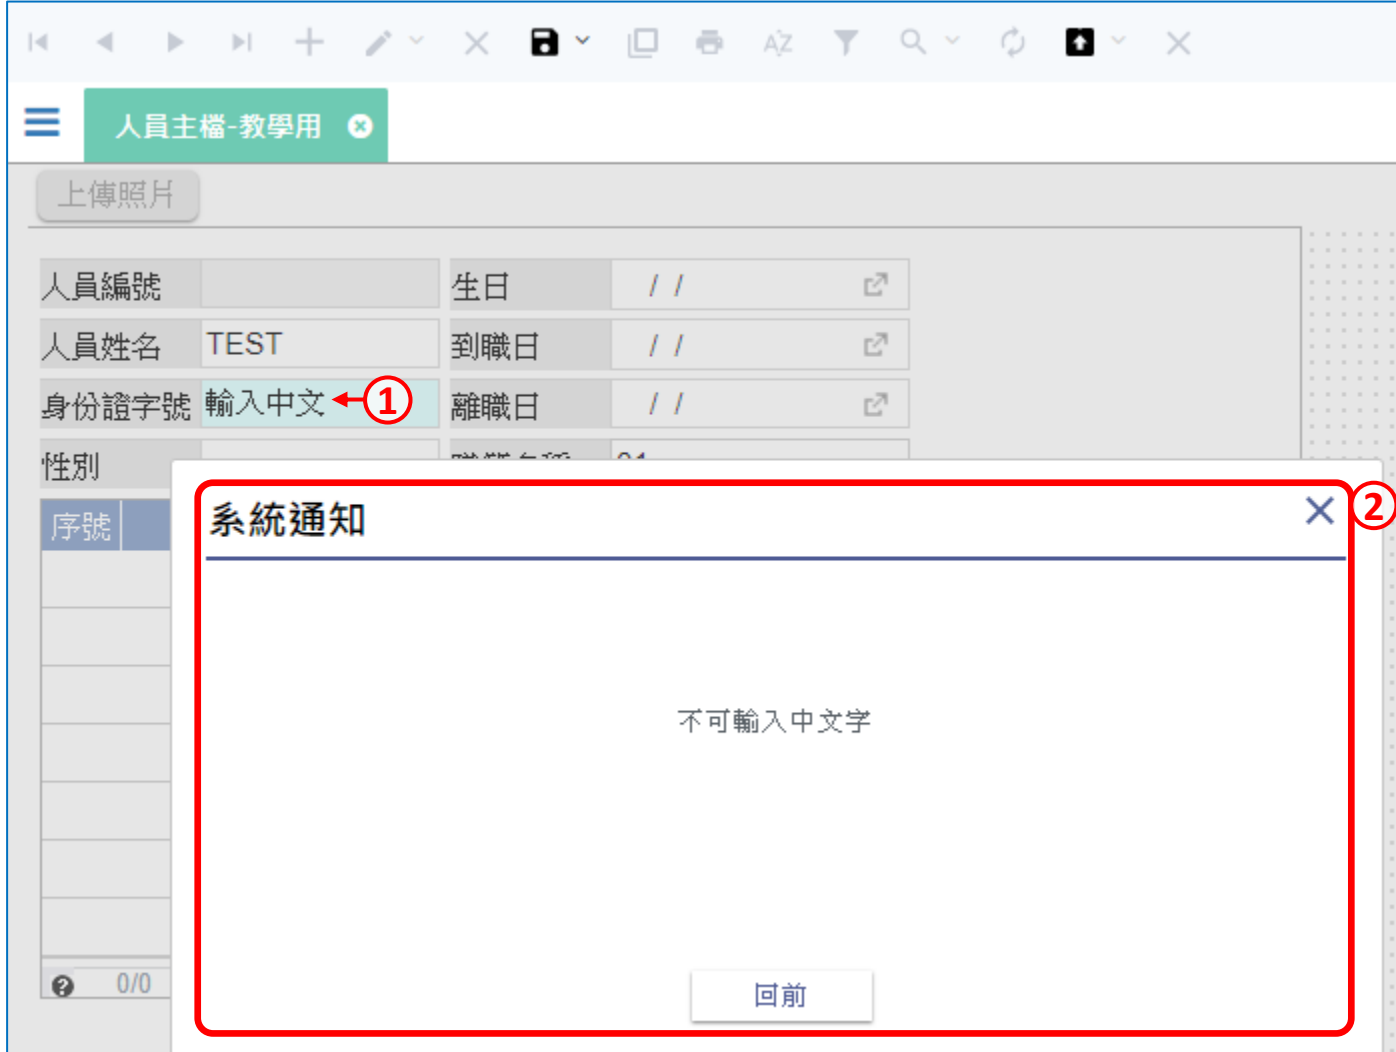 人員主檔-教學用
上傳照片
人員編號 生日 / /
人員姓名 TEST 到職日 / /
身份證字號 輸入中文 ① 離職日 / /
性別
序號
系統通知 ②
不可輸入中文字
0/0
回前